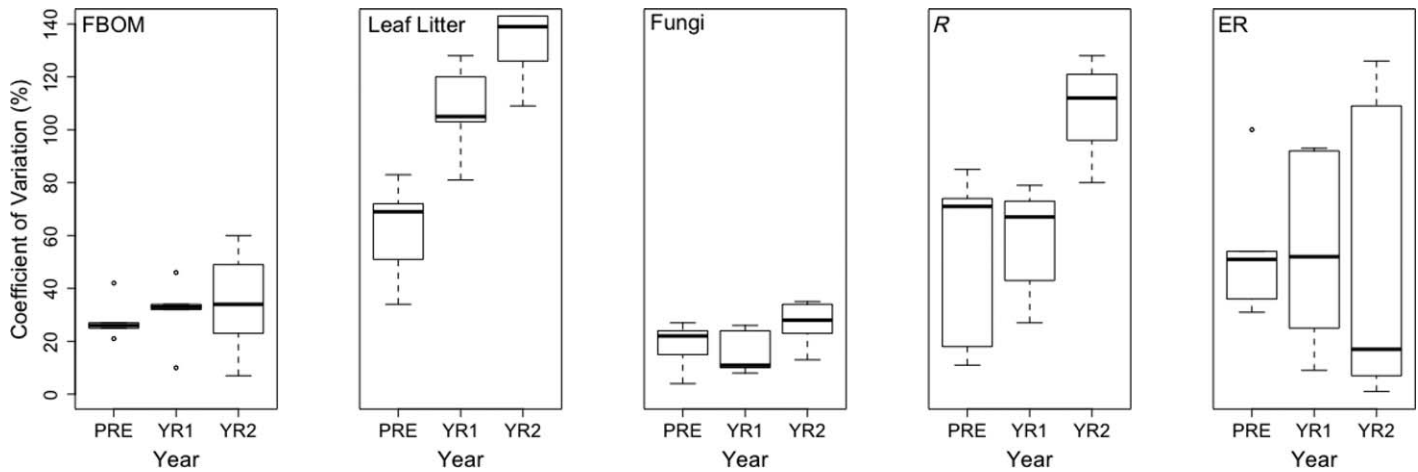 FBOM
Leaf Litter
Fungi
R
ER
Coefficient of Variation (%)
140
120
100
80
60
40
20
0
PRE YR1 YR2
PRE YR1 YR2
PRE YR1 YR2
PRE YR1 YR2
PRE YR1 YR2
Year
Year
Year
Year
Year